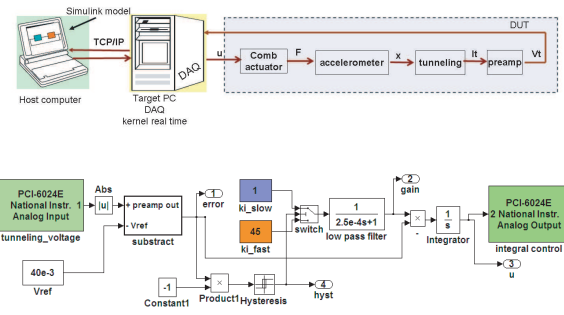 Simulink model
DUT
TCP/IP
DAQ
u
Comb
actuator
F
accelerometer
x
tunneling
It
preamp
Vt
Host computer
Target PC
DAQ
kernel real time
PCI-6024E
National Instr. 1
Analog Input
tunneling_voltage
Abs
|u|
+ preamp out
- Vref
substract
40e-3
Vref
1
error
1
ki_slow
45
ki_fast
switch
1
2.5e-4s+1
low pass filter
2
gain
×
-
1
s
Integrator
PCI-6024E
2 National Instr.
Analog Output
integral control
3
u
-1
Constant1
×
Product1
Hysteresis
4
hyst